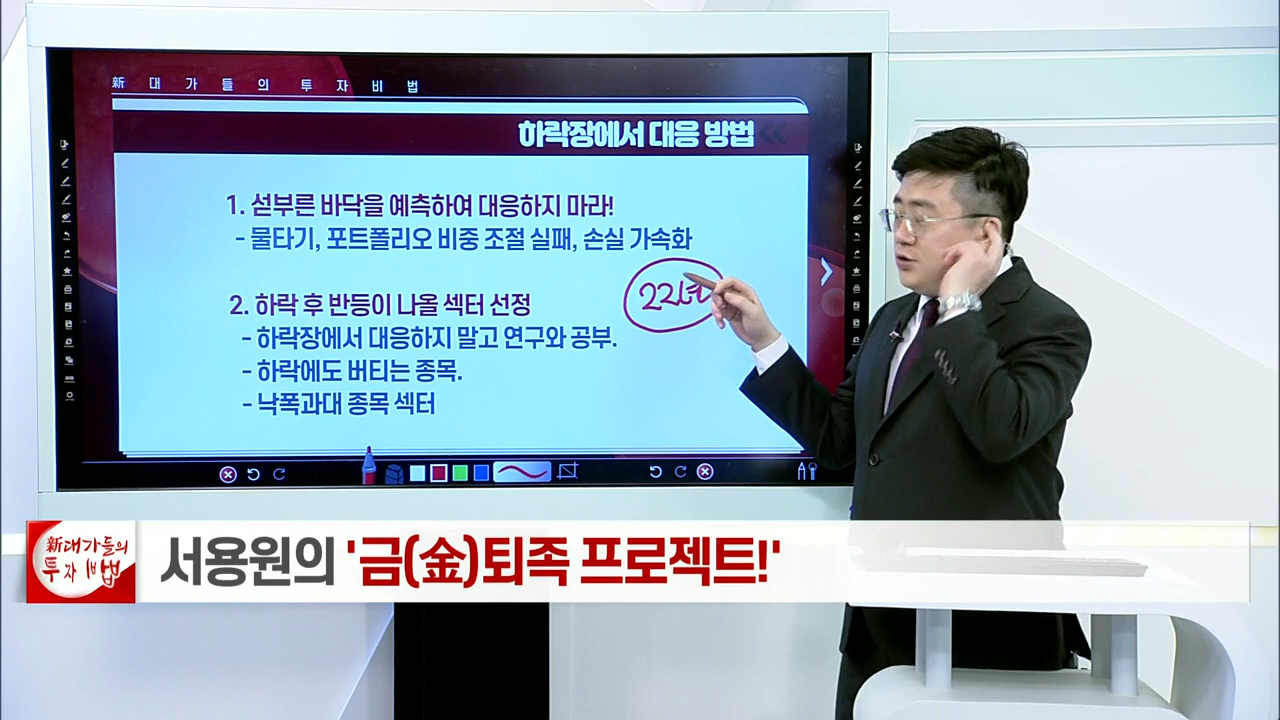 新 대 가 들 의 투 자 비 법
하락장에서 대응 방법
1. 섣부른 바닥을 예측하여 대응하지 마라!
- 물타기, 포트폴리오 비중 조절 실패, 손실 가속화
22년
2. 하락 후 반등이 나올 섹터 선정
- 하락장에서 대응하지 말고 연구와 공부.
- 하락에도 버티는 종목.
- 낙폭과대 종목 섹터
新대가들의
투자비법
서용원의 '금(金)퇴족 프로젝트!'